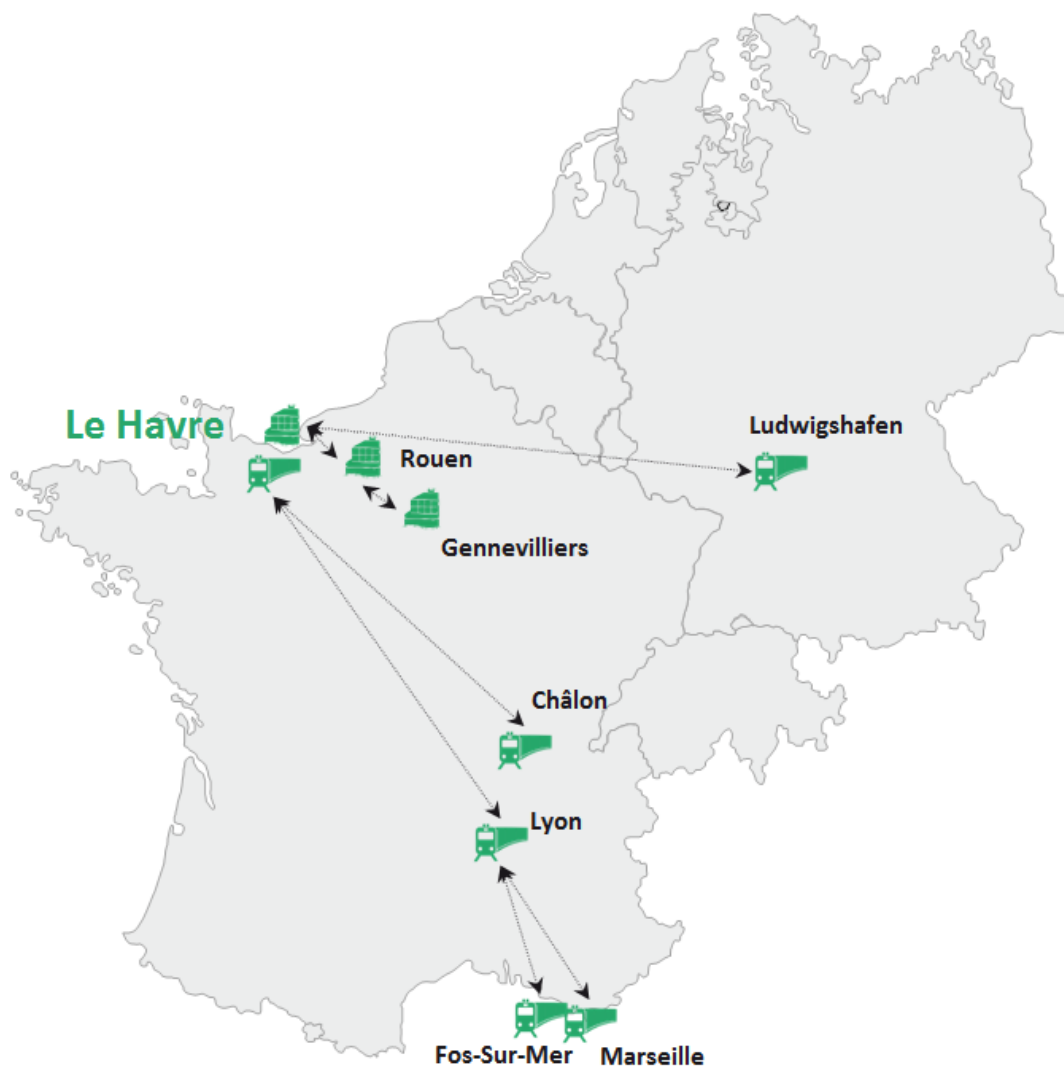 Le Havre
Ludwigshafen
Rouen
Gennevilliers
Châlon
Lyon
Fos-Sur-Mer
Marseille